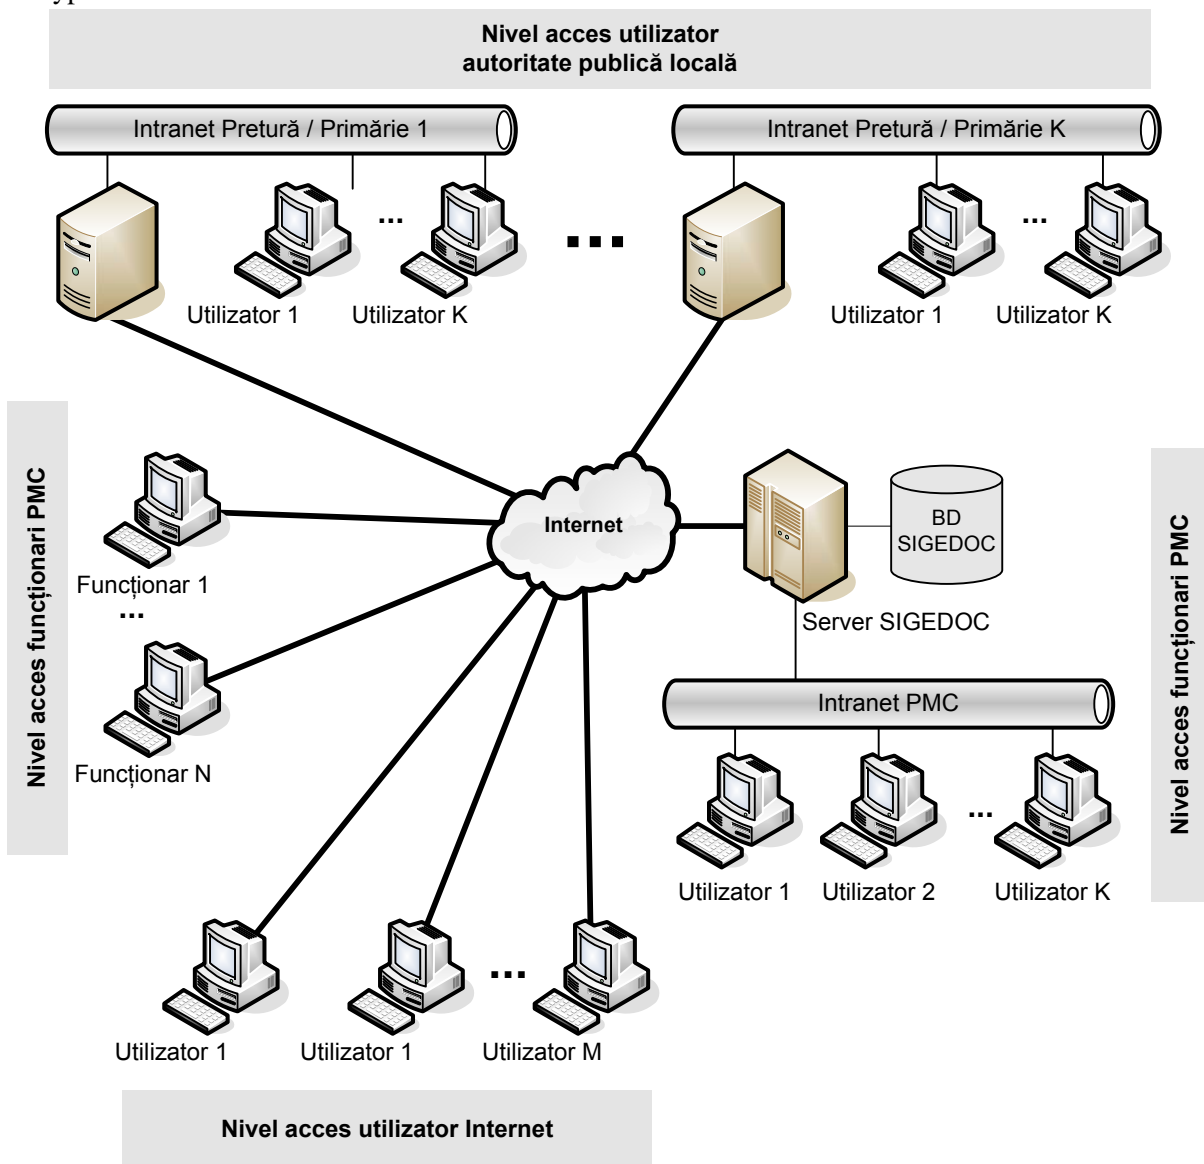 Nivel acces utilizator
autoritate publică locală
Intranet Pretură / Primărie 1
Intranet Pretură / Primărie K
...
...
...
Utilizator 1
Utilizator K
Utilizator 1
Utilizator K
Nivel acces funcționari PMC
Funcționar 1
...
Funcționar N
Internet
BD
SIGEDOC
Server SIGEDOC
Intranet PMC
...
Utilizator 1
Utilizator 2
Utilizator K
Nivel acces funcționari PMC
...
Utilizator 1
Utilizator 1
Utilizator M
Nivel acces utilizator Internet